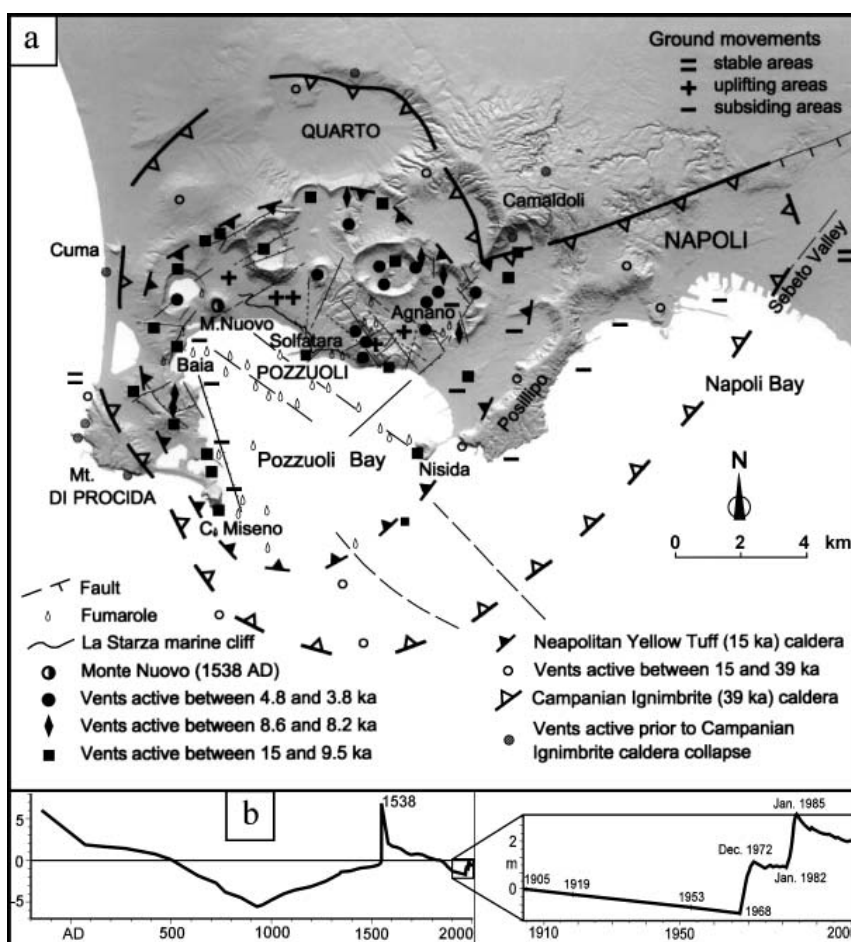 a
Ground movements
stable areas
uplifting areas
subsiding areas
QUARTO
Camaldoli
NAPOLI
Cuma
Sebeto Valley
M.Nuovo
Agnano
Solfatara
Baia
POZZUOLI
Posillipo
Napoli Bay
Pozzuoli Bay
Nisida
N
Mt.
DI PROCIDA
C. Miseno
0 2 4 km
Fault
Fumarole
La Starza marine cliff
Monte Nuovo (1538 AD)
Vents active between 4.8 and 3.8 ka
Vents active between 8.6 and 8.2 ka
Vents active between 15 and 9.5 ka
Neapolitan Yellow Tuff (15 ka) caldera
Vents active between 15 and 39 ka
Campanian Ignimbrite (39 ka) caldera
Vents active prior to Campanian
Ignimbrite caldera collapse
b
1538
5
0
-5
AD 500 1000 1500 2000
Jan. 1985
2
m
0
Dec. 1972
Jan. 1982
1905
1919
1953
1968
1910 1950 2000